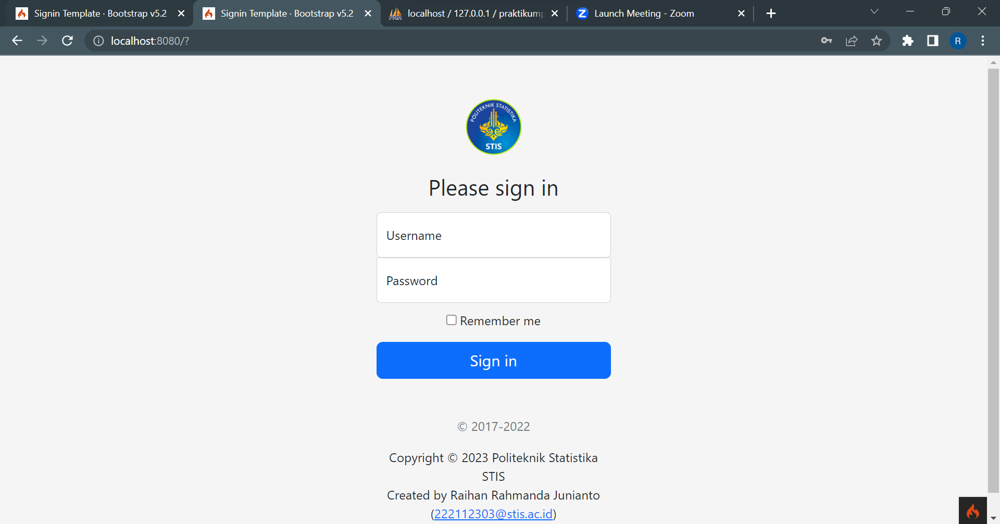 Signin Template · Bootstrap v5.2
Signin Template · Bootstrap v5.2
localhost / 127.0.0.1 / praktikump
Launch Meeting - Zoom
localhost:8080/?
R
POLITEKNIK STATISTIKA
STIS
Please sign in
Username
Password
Remember me
Sign in
© 2017-2022
Copyright © 2023 Politeknik Statistika
STIS
Created by Raihan Rahmanda Junianto
(222112303@stis.ac.id)